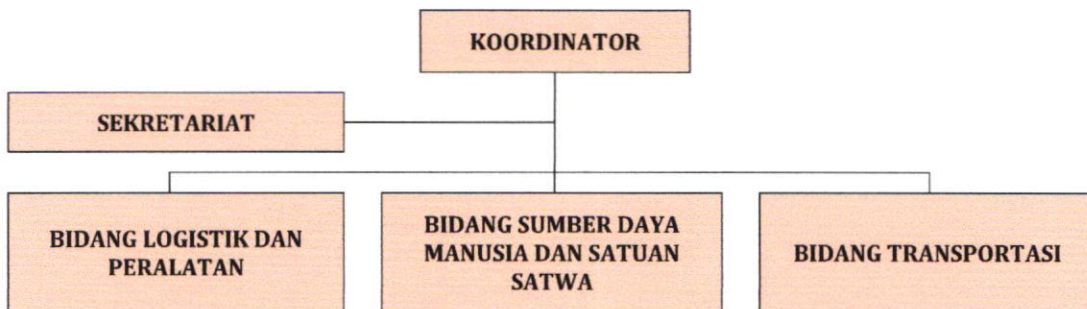 KOORDINATOR
SEKRETARIAT
BIDANG LOGISTIK DAN
PERALATAN
BIDANG SUMBER DAYA
MANUSIA DAN SATUAN
SATWA
BIDANG TRANSPORTASI